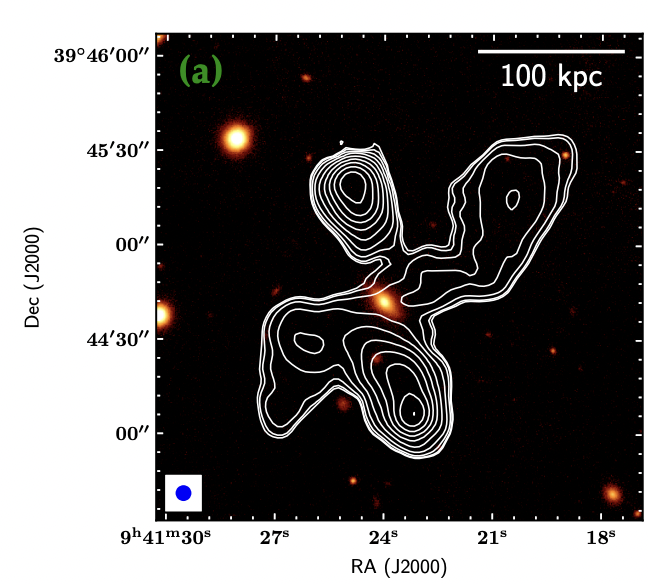 (a)
100 kpc
39°46′00″
45′30″
00″
44′30″
00″
Dec (J2000)
9ʰ41ᵐ30ˢ 27ˢ 24ˢ 21ˢ 18ˢ
RA (J2000)